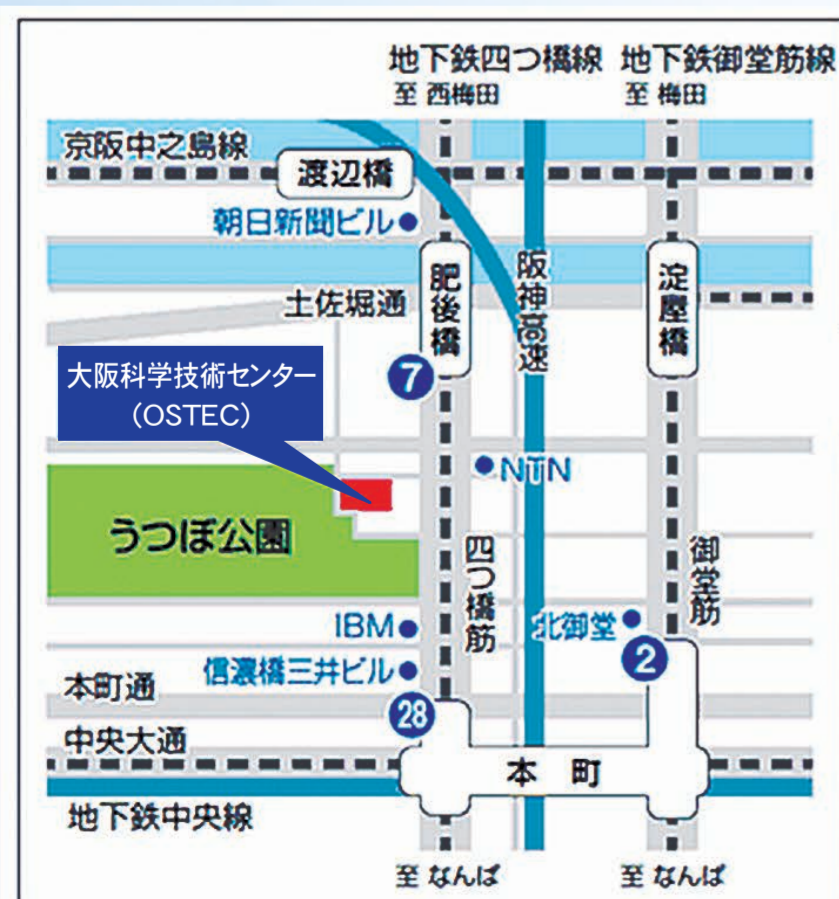 地下鉄四つ橋線 地下鉄御堂筋線
至 西梅田 至 梅田
京阪中之島線
渡辺橋
朝日新聞ビル
肥後橋
阪神高速
淀屋橋
土佐堀通
大阪科学技術センター
(OSTEC)
7
NTN
うつぼ公園
四つ橋筋
御堂筋
IBM
北御堂
2
信濃橋三井ビル
本町通
28
中央大通
本町
地下鉄中央線
至 なんば 至 なんば